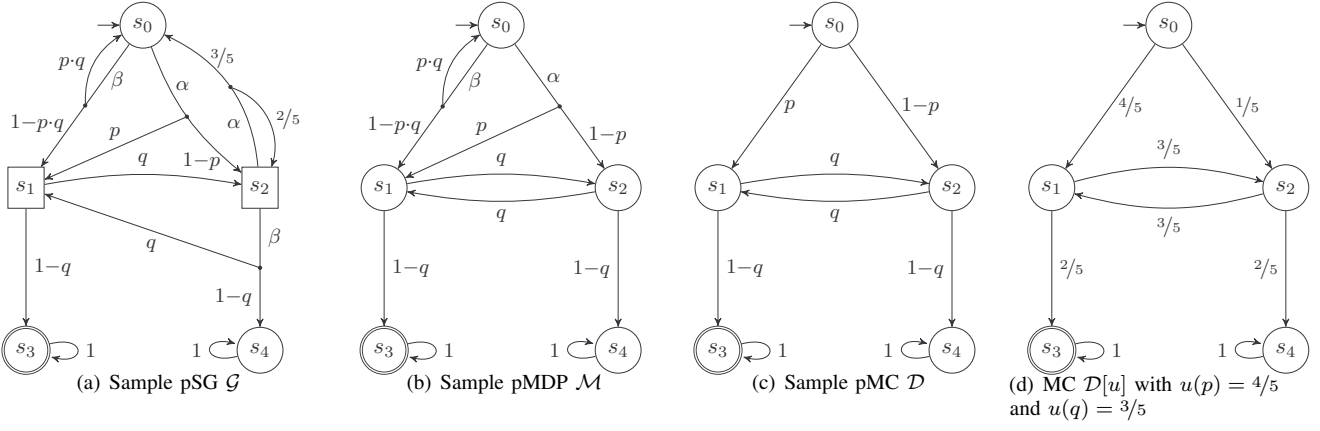 s0
p·q
β
α
3/5
1−p·q
p
1−p
α
2/5
s1
q
s2
q
β
1−q
1−q
s3
1
1
s4
(a) Sample pSG G
s0
p·q
β
α
1−p·q
p
1−p
s1
q
s2
q
1−q
1−q
s3
1
1
s4
(b) Sample pMDP M
s0
p
1−p
s1
q
s2
q
1−q
1−q
s3
1
1
s4
(c) Sample pMC D
s0
4/5
1/5
s1
3/5
s2
3/5
2/5
2/5
s3
1
1
s4
(d) MC D[u] with u(p) = 4/5
and u(q) = 3/5